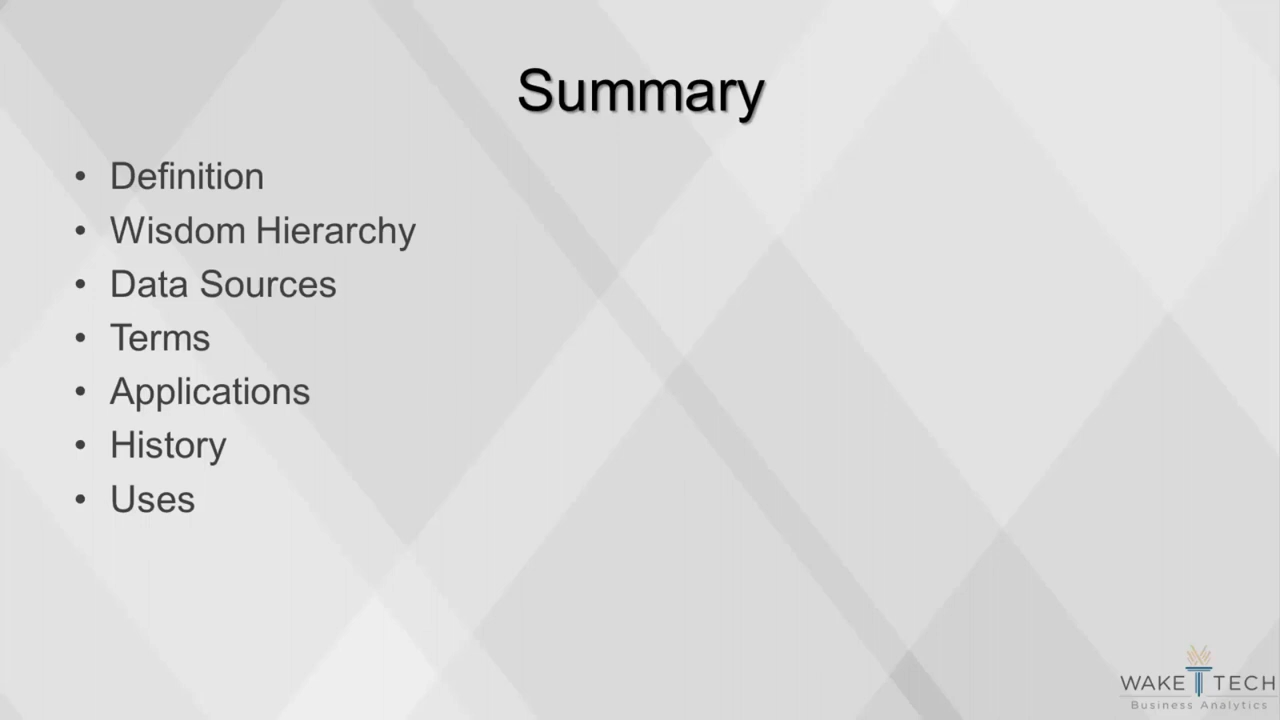 Summary
• Definition
• Wisdom Hierarchy
• Data Sources
• Terms
• Applications
• History
• Uses
WAKE TECH
Business Analytics